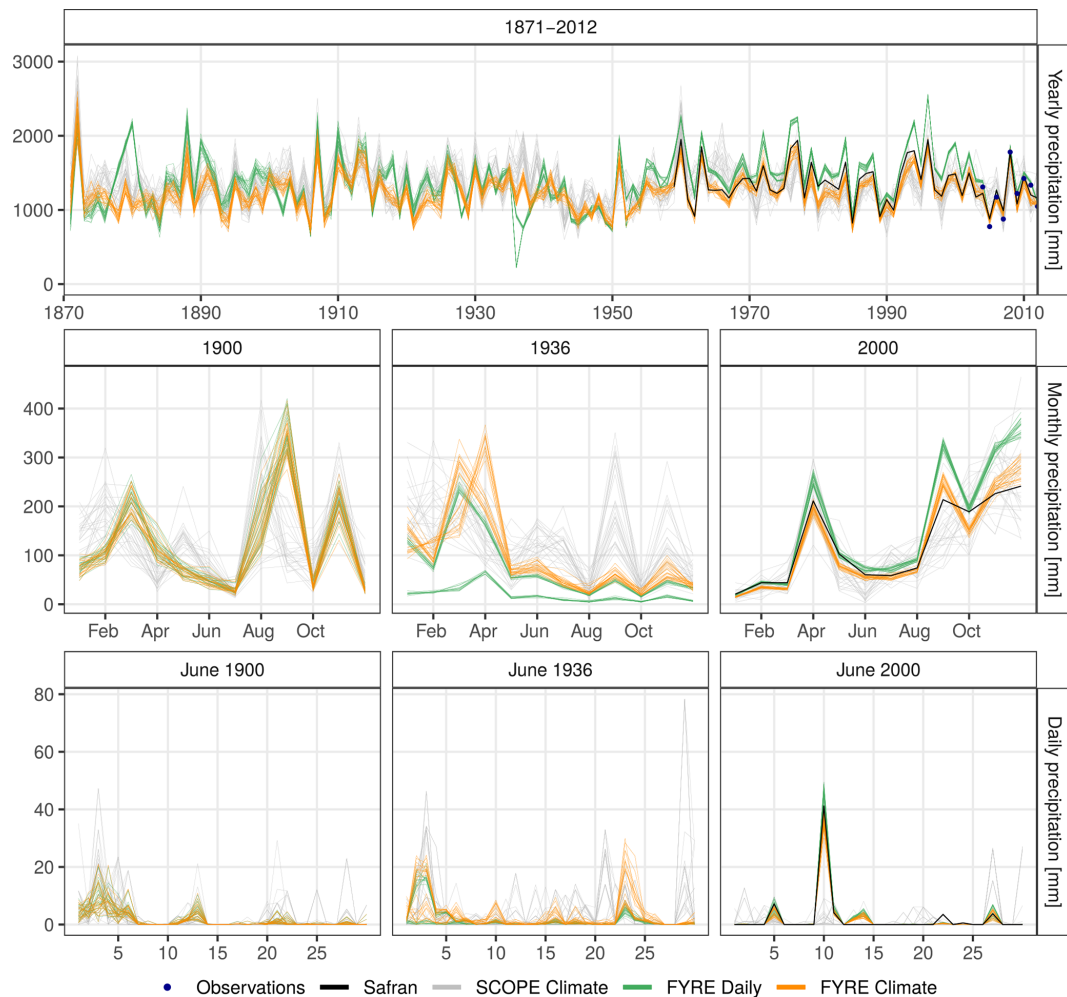 1871−2012
3000
2000
1000
0
Yearly precipitation [mm]
1870 1890 1910 1930 1950 1970 1990 2010
1900 1936 2000
400
300
200
100
0
Monthly precipitation [mm]
Feb Apr Jun Aug Oct Feb Apr Jun Aug Oct Feb Apr Jun Aug Oct
June 1900 June 1936 June 2000
80
60
40
20
0
Daily precipitation [mm]
5 10 15 20 25 5 10 15 20 25 5 10 15 20 25
Observations Safran SCOPE Climate FYRE Daily FYRE Climate